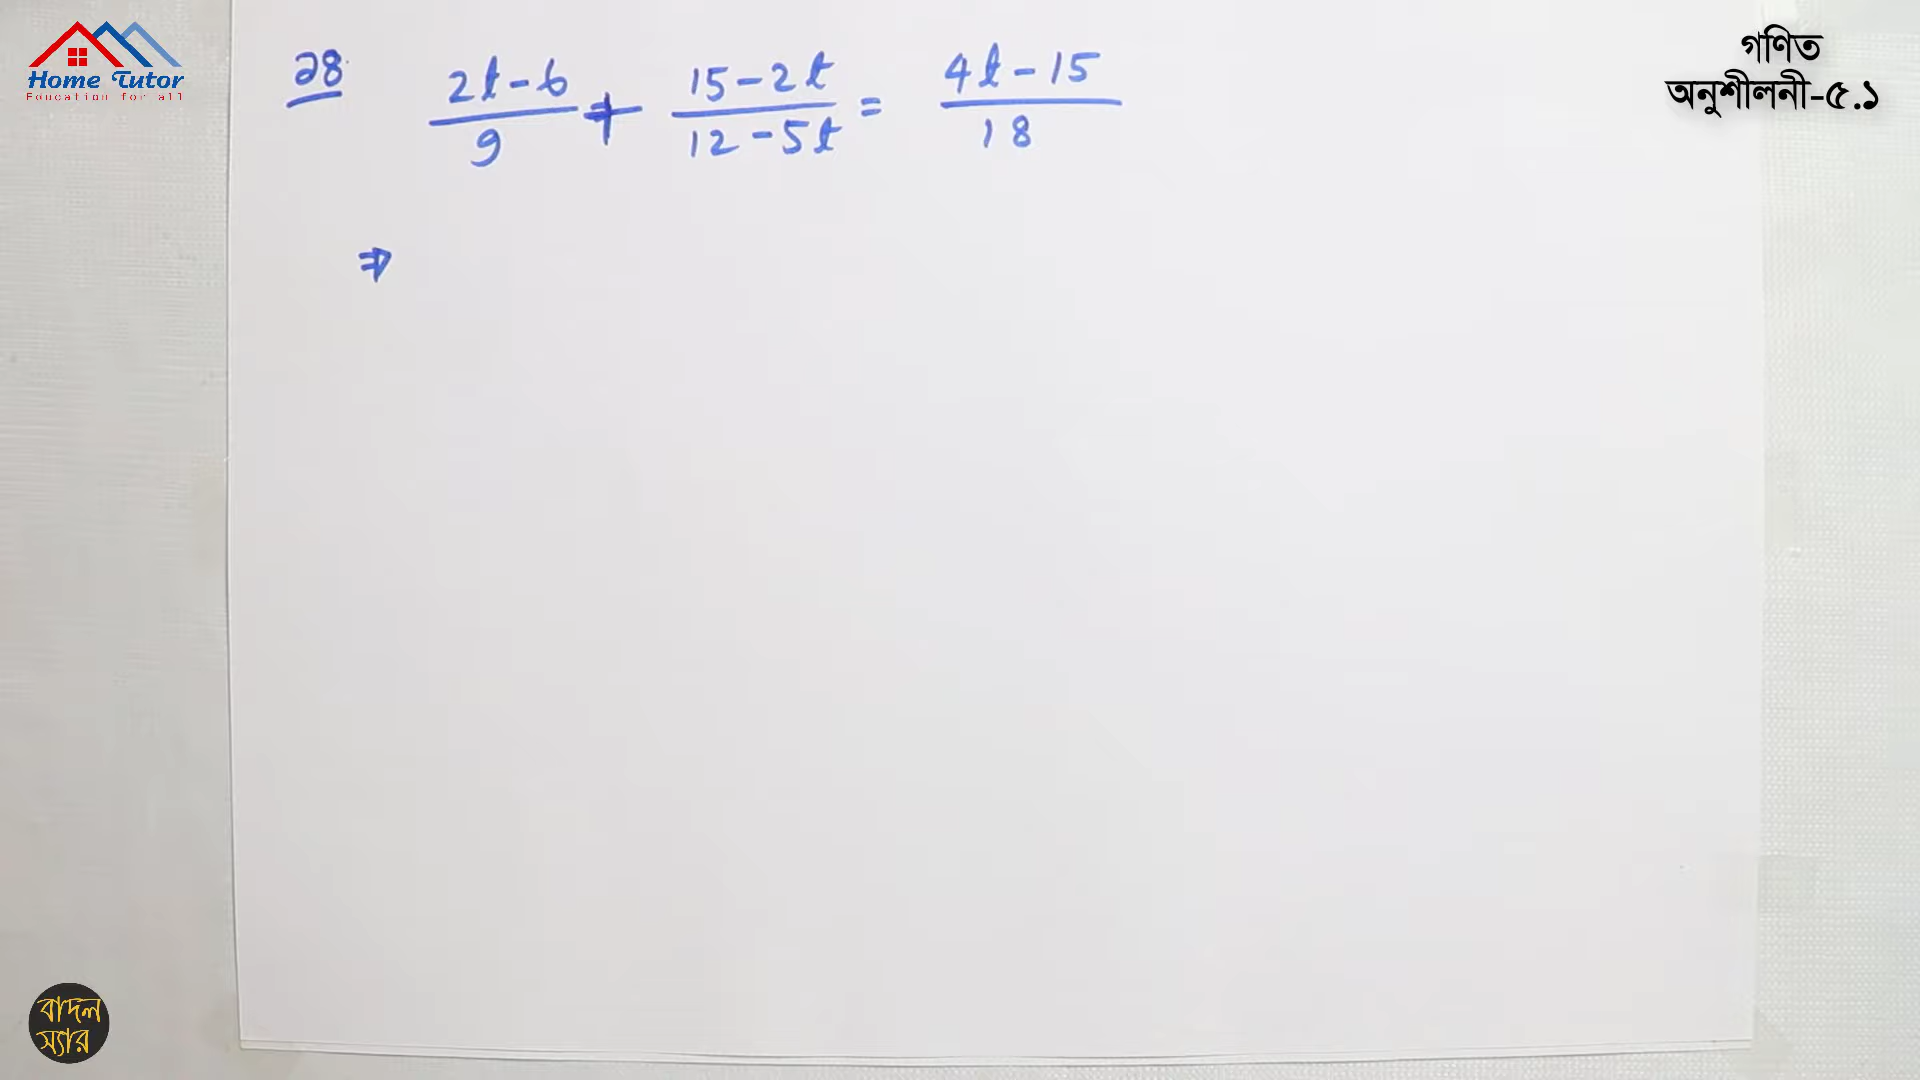 Home Tutor
Education for all
গণিত
অনুশীলনী-৫.১
১৪ (2t-6)/9 + (15-2t)/(12-5t) = (4t-15)/18
⇒
বাদল
স্যার